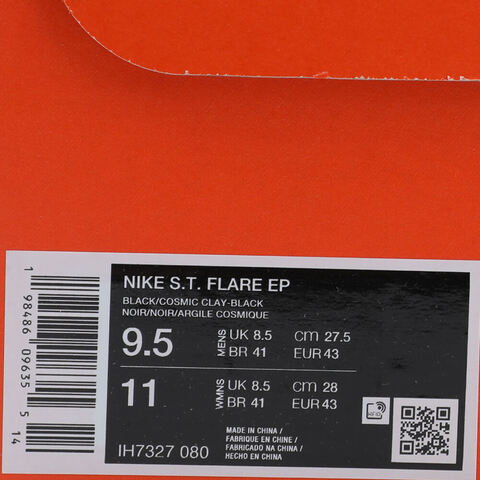 NIKE S.T. FLARE EP
BLACK/COSMIC CLAY-BLACK
NOIR/NOIR/ARGILE COSMIQUE
9.5 MENS UK 8.5 cm 27.5
BR 41 EUR 43
11 WMNS UK 8.5 cm 28
BR 41 EUR 43
IH7327 080
MADE IN CHINA /
FABRIQUE EN CHINE /
FABRICADO NA CHINA /
HECHO EN CHINA
RFID
1 98486 09635 5 14